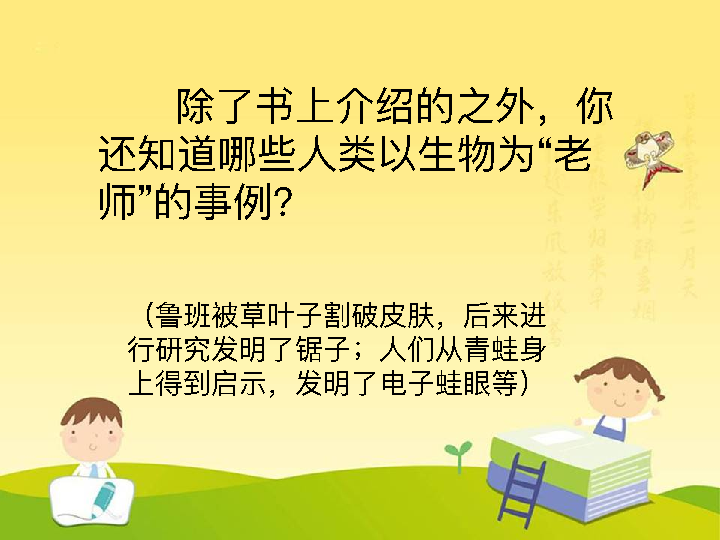 除了书上介绍的之外，你
还知道哪些人类以生物为“老
师”的事例？
（鲁班被草叶子割破皮肤，后来进
行研究发明了锯子；人们从青蛙身
上得到启示，发明了电子蛙眼等）